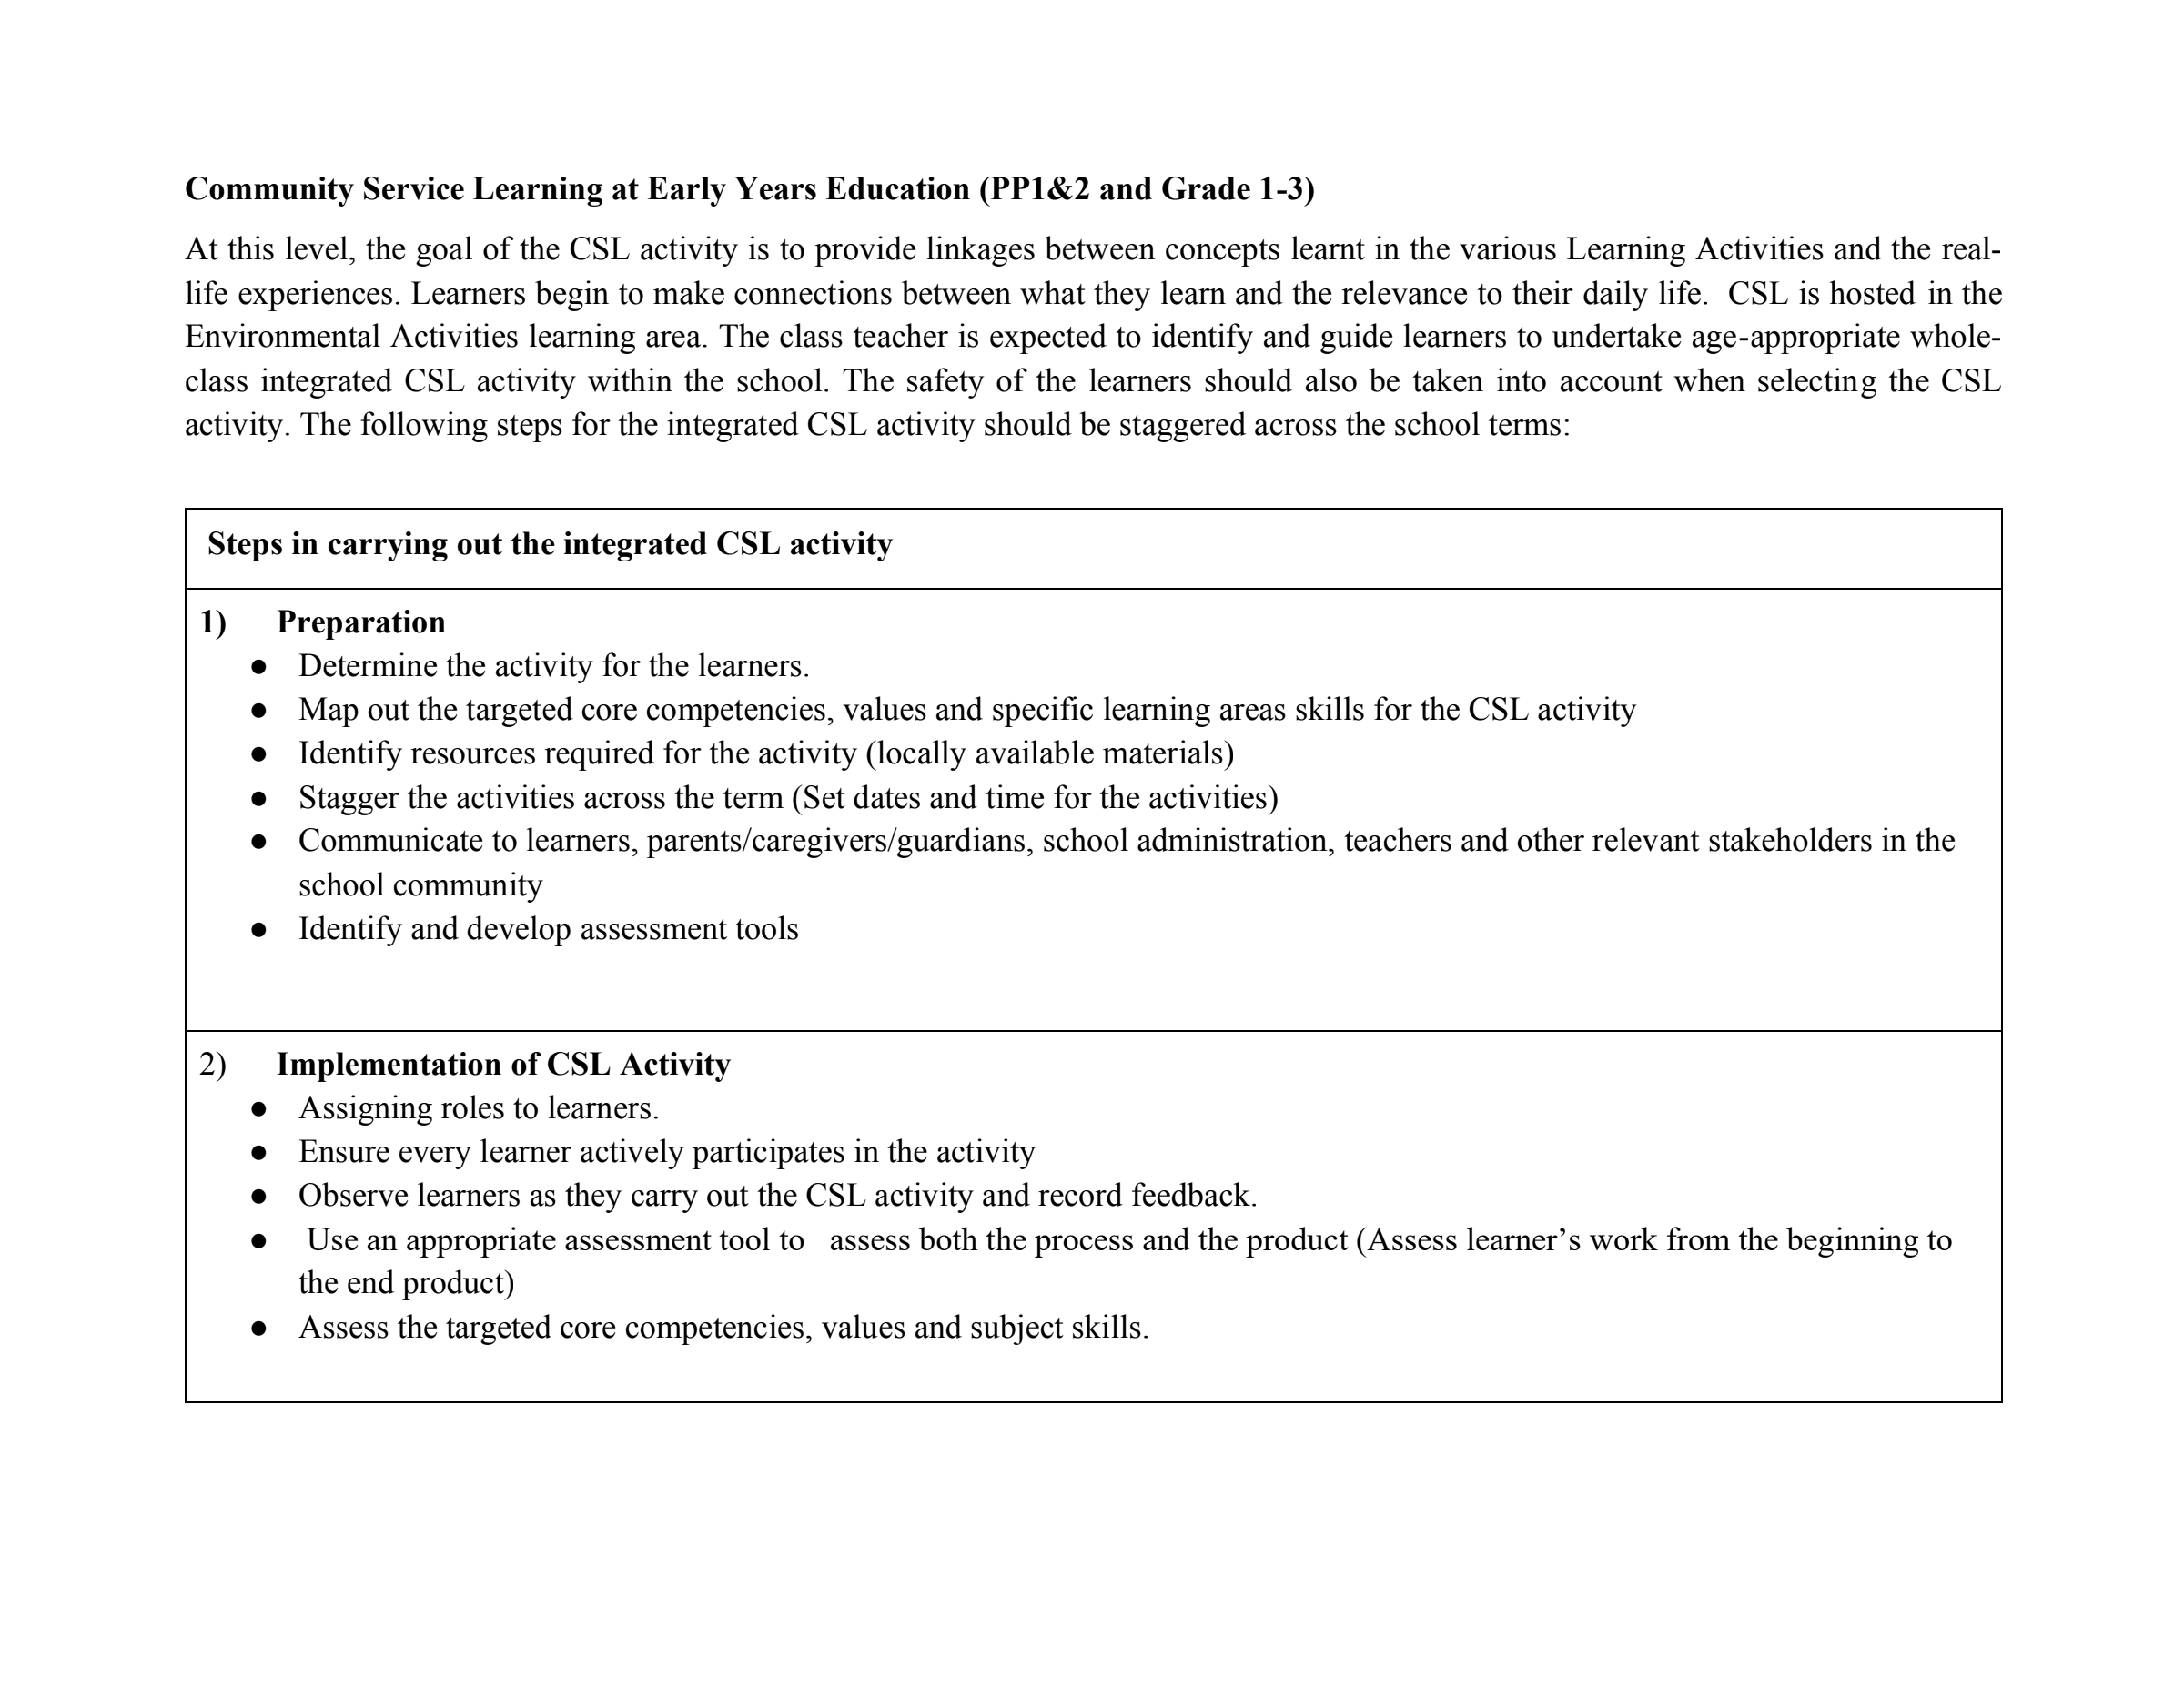 Community Service Learning at Early Years Education (PP1&2 and Grade 1-3)
At this level, the goal of the CSL activity is to provide linkages between concepts learnt in the various Learning Activities and the real-
life experiences. Learners begin to make connections between what they learn and the relevance to their daily life.  CSL is hosted in the
Environmental Activities learning area. The class teacher is expected to identify and guide learners to undertake age-appropriate whole-
class integrated CSL activity within the school. The safety of the learners should also be taken into account when selecting the CSL
activity. The following steps for the integrated CSL activity should be staggered across the school terms:
Steps in carrying out the integrated CSL activity
1) Preparation
● Determine the activity for the learners.
● Map out the targeted core competencies, values and specific learning areas skills for the CSL activity
● Identify resources required for the activity (locally available materials)
● Stagger the activities across the term (Set dates and time for the activities)
● Communicate to learners, parents/caregivers/guardians, school administration, teachers and other relevant stakeholders in the
school community
● Identify and develop assessment tools
2) Implementation of CSL Activity
● Assigning roles to learners.
● Ensure every learner actively participates in the activity
● Observe learners as they carry out the CSL activity and record feedback.
● Use an appropriate assessment tool to   assess both the process and the product (Assess learner’s work from the beginning to
the end product)
● Assess the targeted core competencies, values and subject skills.